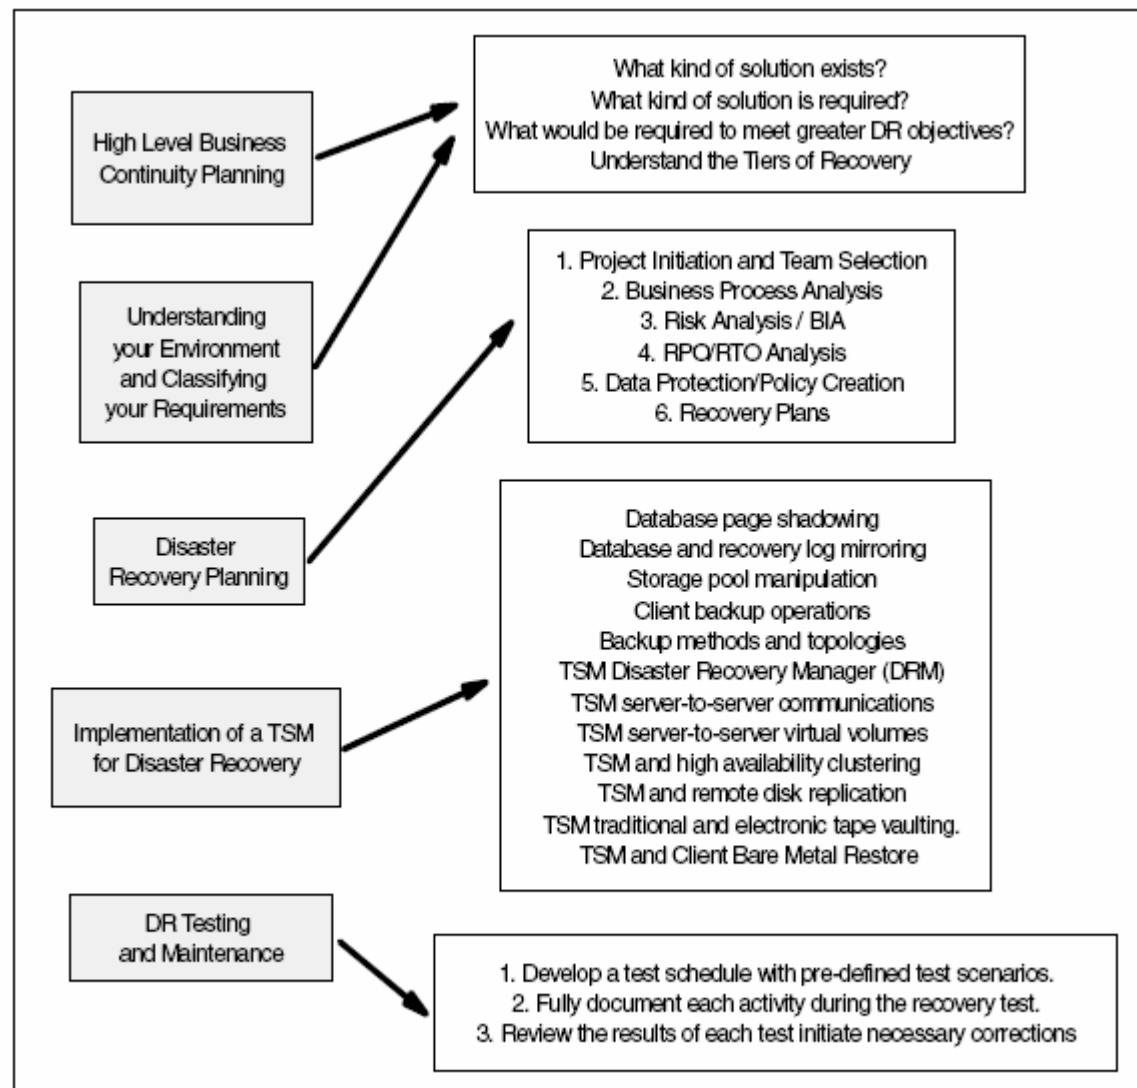 High Level Business
Continuity Planning
What kind of solution exists?
What kind of solution is required?
What would be required to meet greater DR objectives?
Understand the Tiers of Recovery
Understanding
your Environment
and Classifying
your Requirements
1. Project Initiation and Team Selection
2. Business Process Analysis
3. Risk Analysis / BIA
4. RPO/RTO Analysis
5. Data Protection/Policy Creation
6. Recovery Plans
Disaster
Recovery Planning
Database page shadowing
Database and recovery log mirroring
Storage pool manipulation
Client backup operations
Backup methods and topologies
TSM Disaster Recovery Manager (DRM)
TSM server-to-server communications
TSM server-to-server virtual volumes
TSM and high availability clustering
TSM and remote disk replication
TSM traditional and electronic tape vaulting.
TSM and Client Bare Metal Restore
Implementation of a TSM
for Disaster Recovery
DR Testing
and Maintenance
1. Develop a test schedule with pre-defined test scenarios.
2. Fully document each activity during the recovery test.
3. Review the results of each test initiate necessary corrections